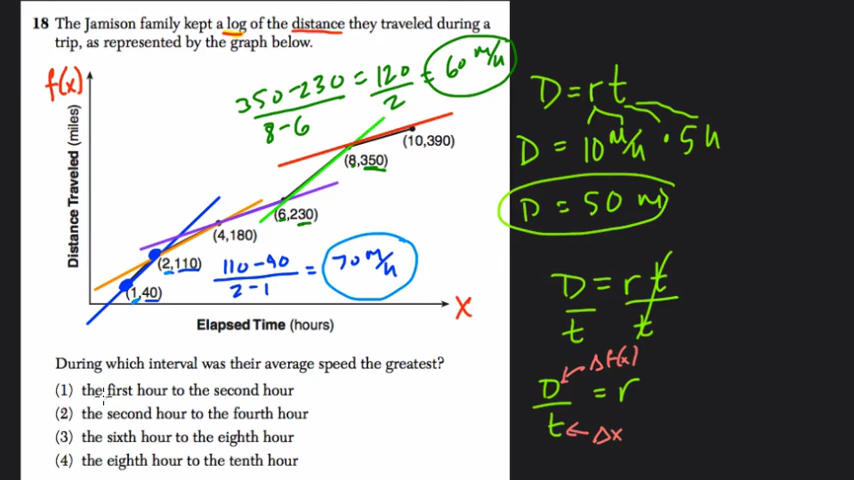 18 The Jamison family kept a log of the distance they traveled during a
trip, as represented by the graph below.
f(x)
350-230 = 120 = 60 M/h
8-6 2
Distance Traveled (miles)
(10,390)
(8,350)
(6,230)
(4,180)
(2,110)
(1,40)
110-40 = 70 M/h
2-1
x
Elapsed Time (hours)
During which interval was their average speed the greatest?
(1) the first hour to the second hour
(2) the second hour to the fourth hour
(3) the sixth hour to the eighth hour
(4) the eighth hour to the tenth hour
D = rt
D = 10 M/h · 5 h
D = 50 M
D = rt
t t
D ← Δf(x)
= r
t ← Δx